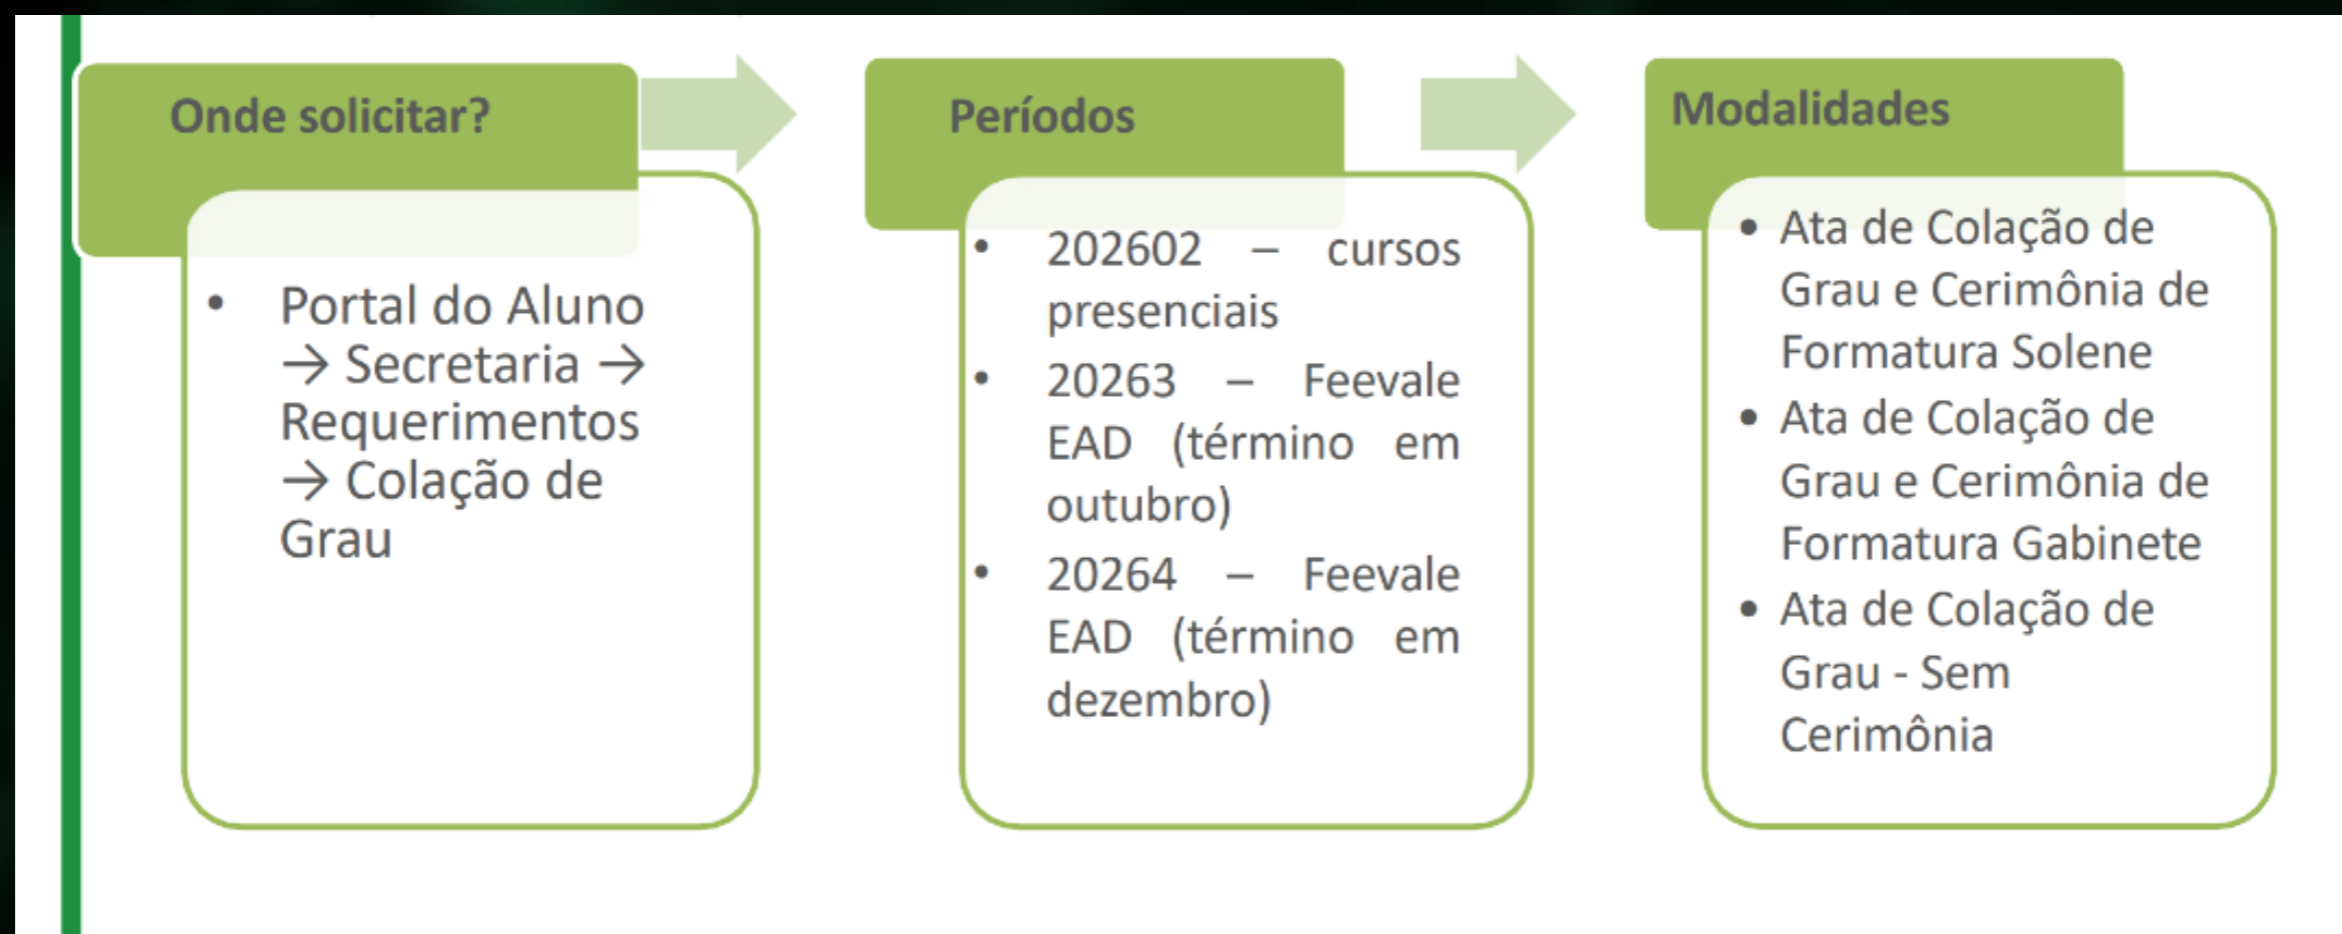 Onde solicitar?
• Portal do Aluno
→ Secretaria →
Requerimentos
→ Colação de
Grau
Períodos
• 202602 – cursos
presenciais
• 20263 – Feevale
EAD (término em
outubro)
• 20264 – Feevale
EAD (término em
dezembro)
Modalidades
• Ata de Colação de
Grau e Cerimônia de
Formatura Solene
• Ata de Colação de
Grau e Cerimônia de
Formatura Gabinete
• Ata de Colação de
Grau - Sem
Cerimônia